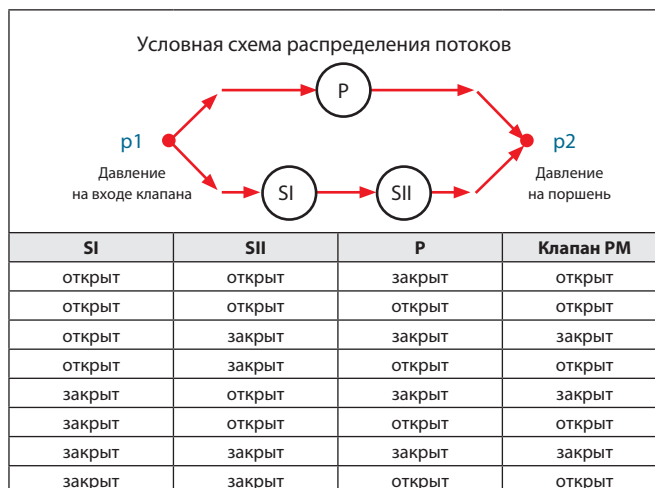 Условная схема распределения потоков
P
p1
p2
Давление
на входе клапана
Давление
на поршень
SI
SII
SI SII P Клапан PM
открыт открыт закрыт открыт
открыт открыт открыт открыт
открыт закрыт закрыт закрыт
открыт закрыт открыт открыт
закрыт открыт закрыт закрыт
закрыт открыт открыт открыт
закрыт закрыт закрыт закрыт
закрыт закрыт открыт открыт